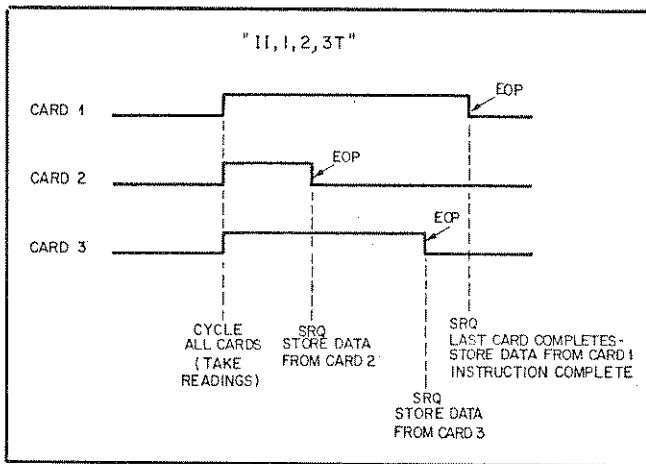 "II,1,2,3T"
CARD 1
EOP
CARD 2
EOP
CARD 3
EOP
CYCLE
ALL CARDS
(TAKE
READINGS)
SRQ
STORE DATA
FROM CARD 2
SRQ
STORE DATA
FROM CARD 3
SRQ
LAST CARD COMPLETES-
STORE DATA FROM CARD 1
INSTRUCTION COMPLETE